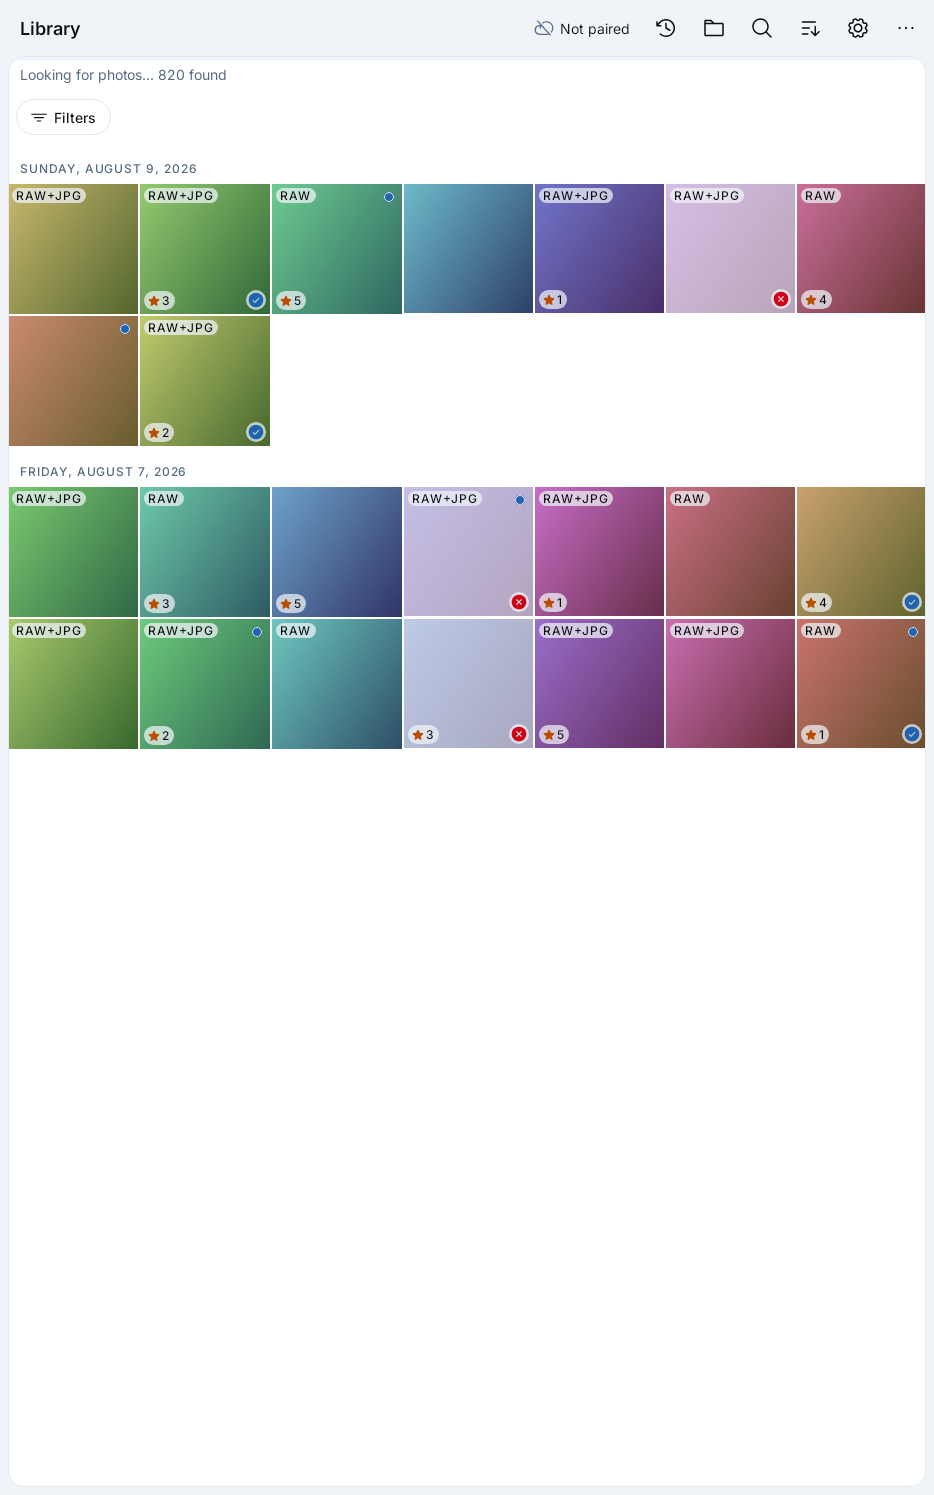 Library
Not paired
Looking for photos... 820 found
Filters
SUNDAY, AUGUST 9, 2026
RAW+JPG RAW+JPG RAW RAW+JPG RAW+JPG RAW
3 5 1 4
RAW+JPG
2
FRIDAY, AUGUST 7, 2026
RAW+JPG RAW RAW+JPG RAW+JPG RAW
3 5 1 4
RAW+JPG RAW+JPG RAW RAW+JPG RAW+JPG RAW
2 3 5 1